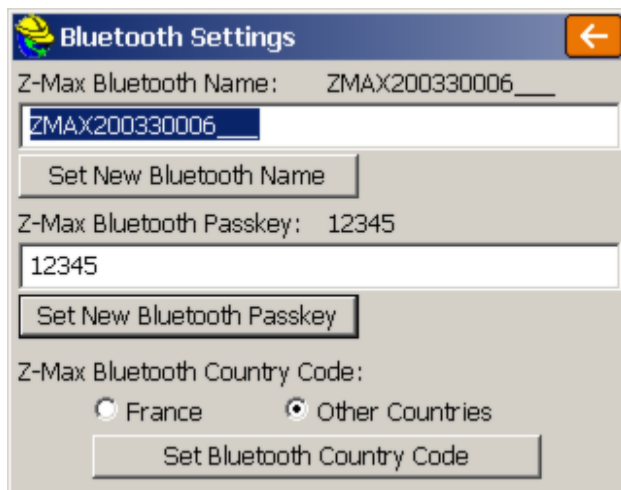 Bluetooth Settings
Z-Max Bluetooth Name: ZMAX200330006___
ZMAX200330006___
Set New Bluetooth Name
Z-Max Bluetooth Passkey: 12345
12345
Set New Bluetooth Passkey
Z-Max Bluetooth Country Code:
France Other Countries
Set Bluetooth Country Code